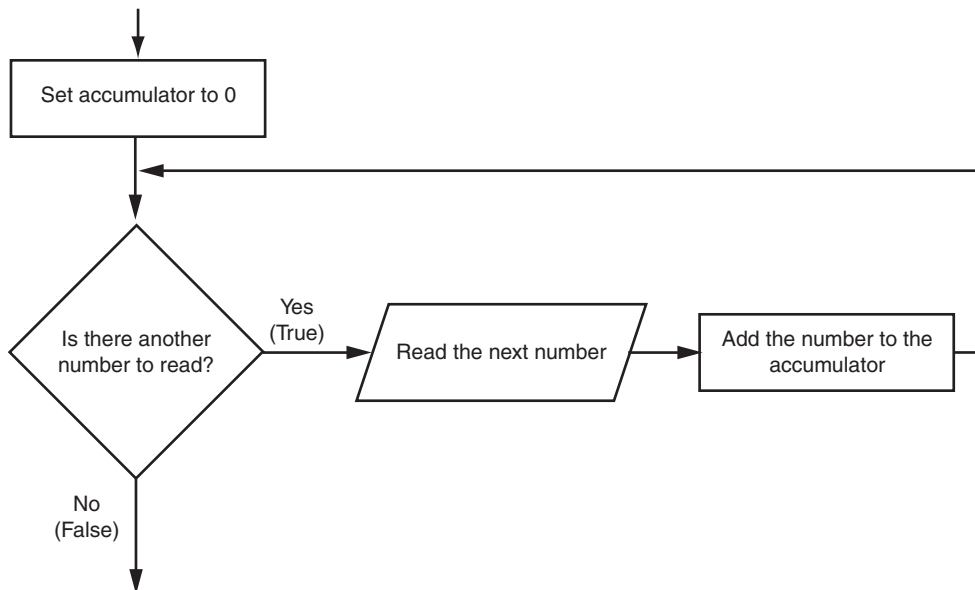 Set accumulator to 0
Is there another
number to read?
Yes
(True)
Read the next number
Add the number to the
accumulator
No
(False)